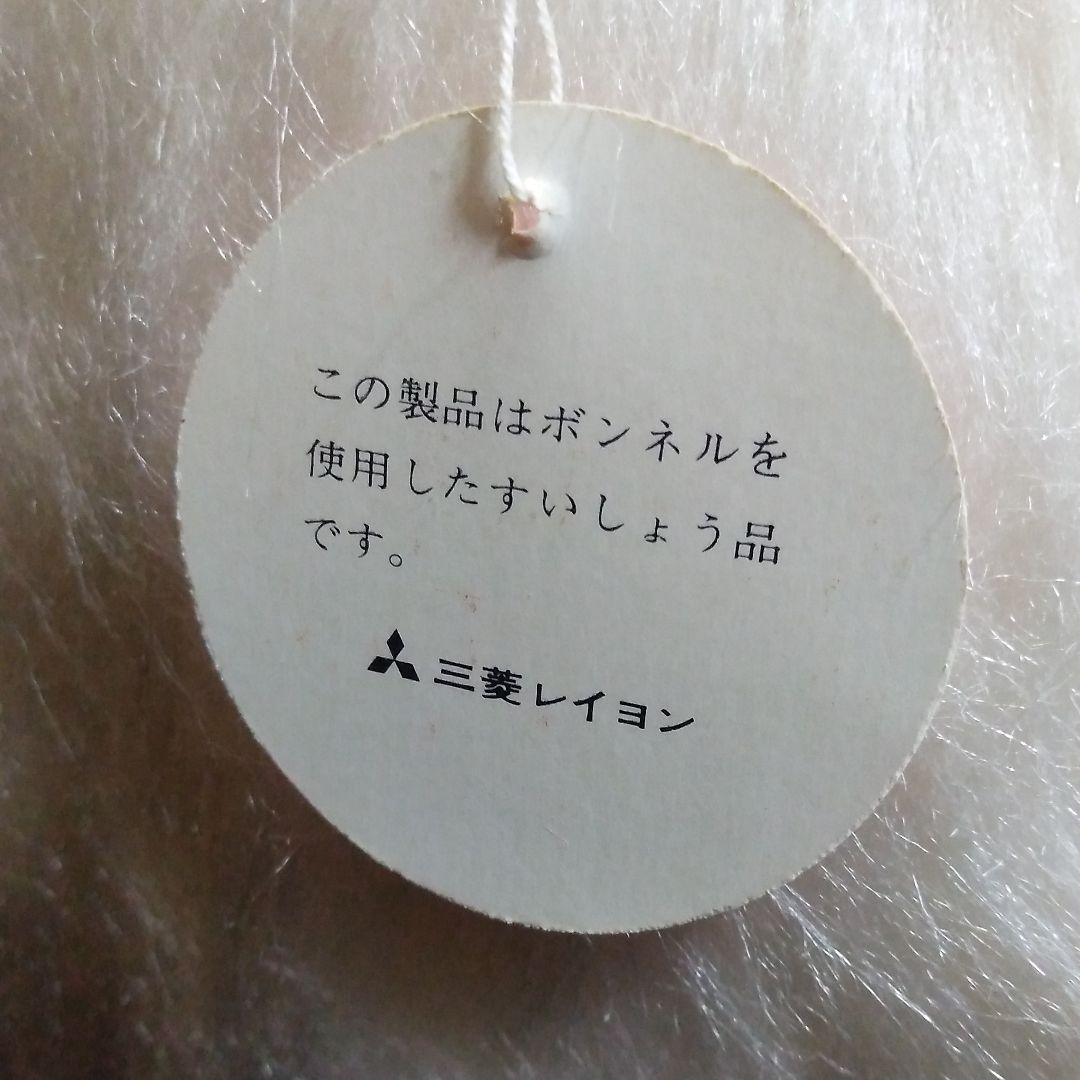 この製品はボンネルを
使用したすいしょう品
です。
三菱レイヨン